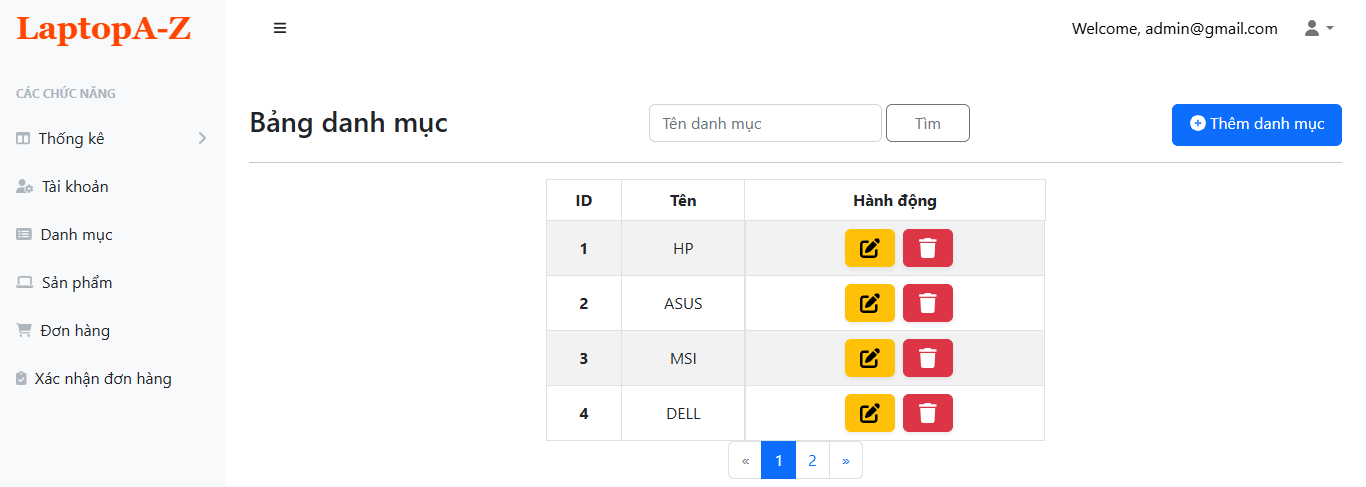 LaptopA-Z
Welcome, admin@gmail.com
CÁC CHỨC NĂNG
Thống kê
Tài khoản
Danh mục
Sản phẩm
Đơn hàng
Xác nhận đơn hàng
Bảng danh mục
Tên danh mục
Tìm
Thêm danh mục
ID Tên Hành động
1 HP
2 ASUS
3 MSI
4 DELL
« 1 2 »